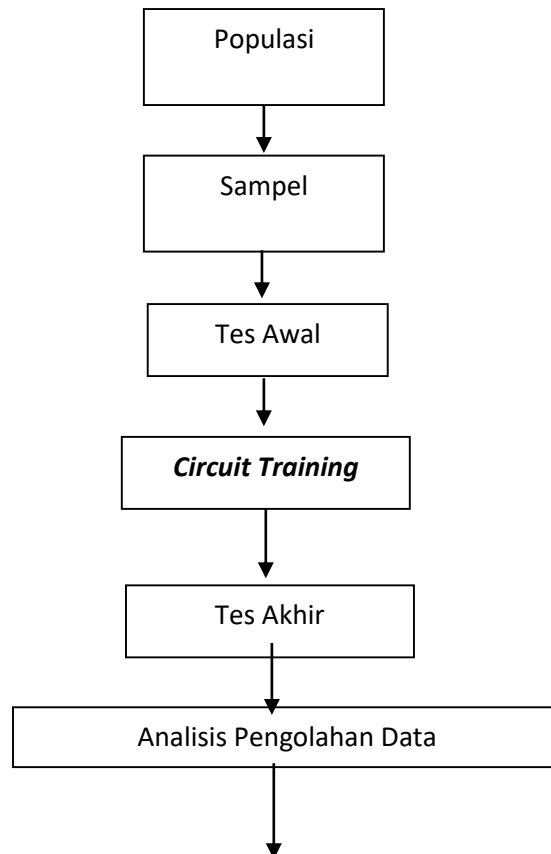 Populasi
Sampel
Tes Awal
Circuit Training
Tes Akhir
Analisis Pengolahan Data